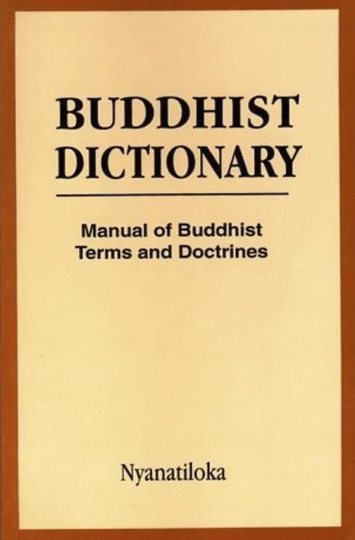 BUDDHIST
DICTIONARY
Manual of Buddhist
Terms and Doctrines
Nyanatiloka